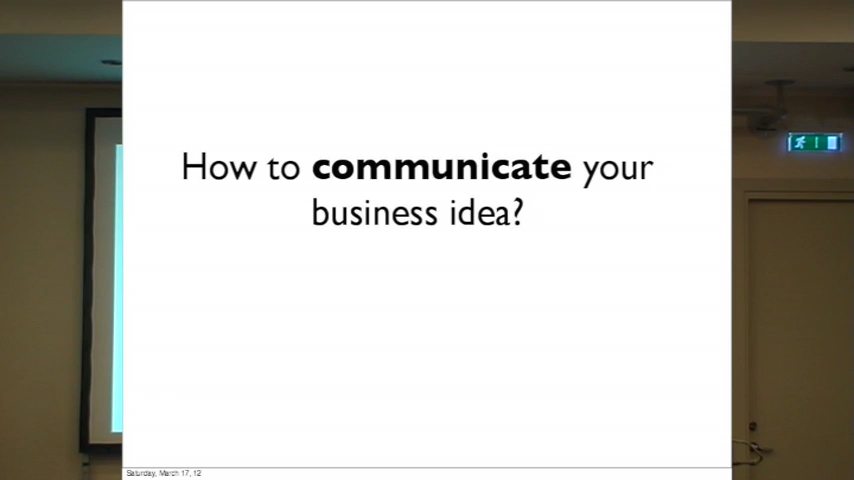 How to communicate your
business idea?
Saturday, March 17, 12